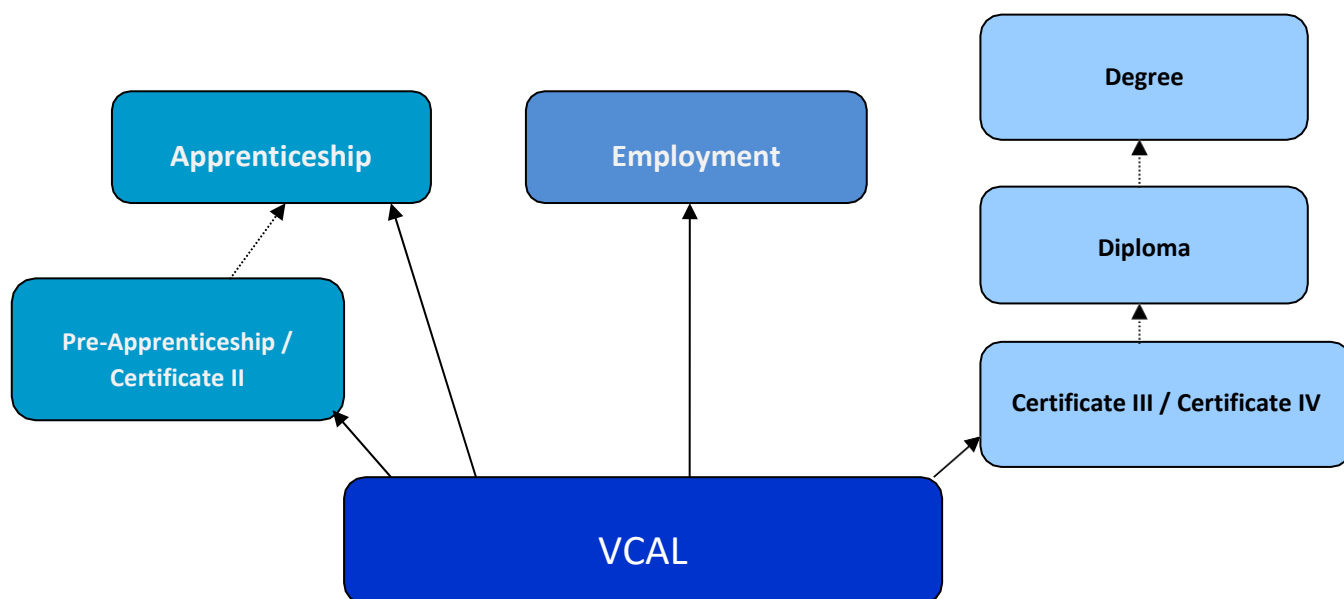 Degree
Apprenticeship
Employment
Diploma
Pre-Apprenticeship /
Certificate II
Certificate III / Certificate IV
VCAL